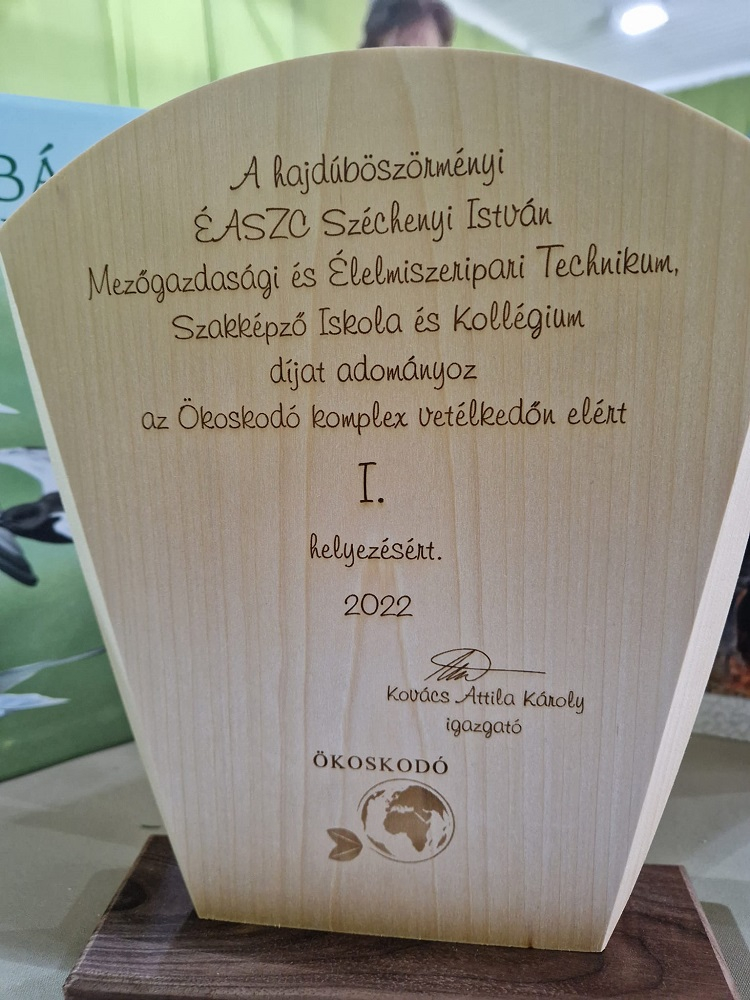 BÁ
A hajdúböszörményi
ÉASZC Széchenyi István
Mezőgazdasági és Élelmiszeripari Technikum,
Szakképző Iskola és Kollégium
díjat adományoz
az Ökoskodó komplex vetélkedőn elért
I.
helyezésért.
2022
Kovács Attila Károly
igazgató
ÖKOSKODÓ